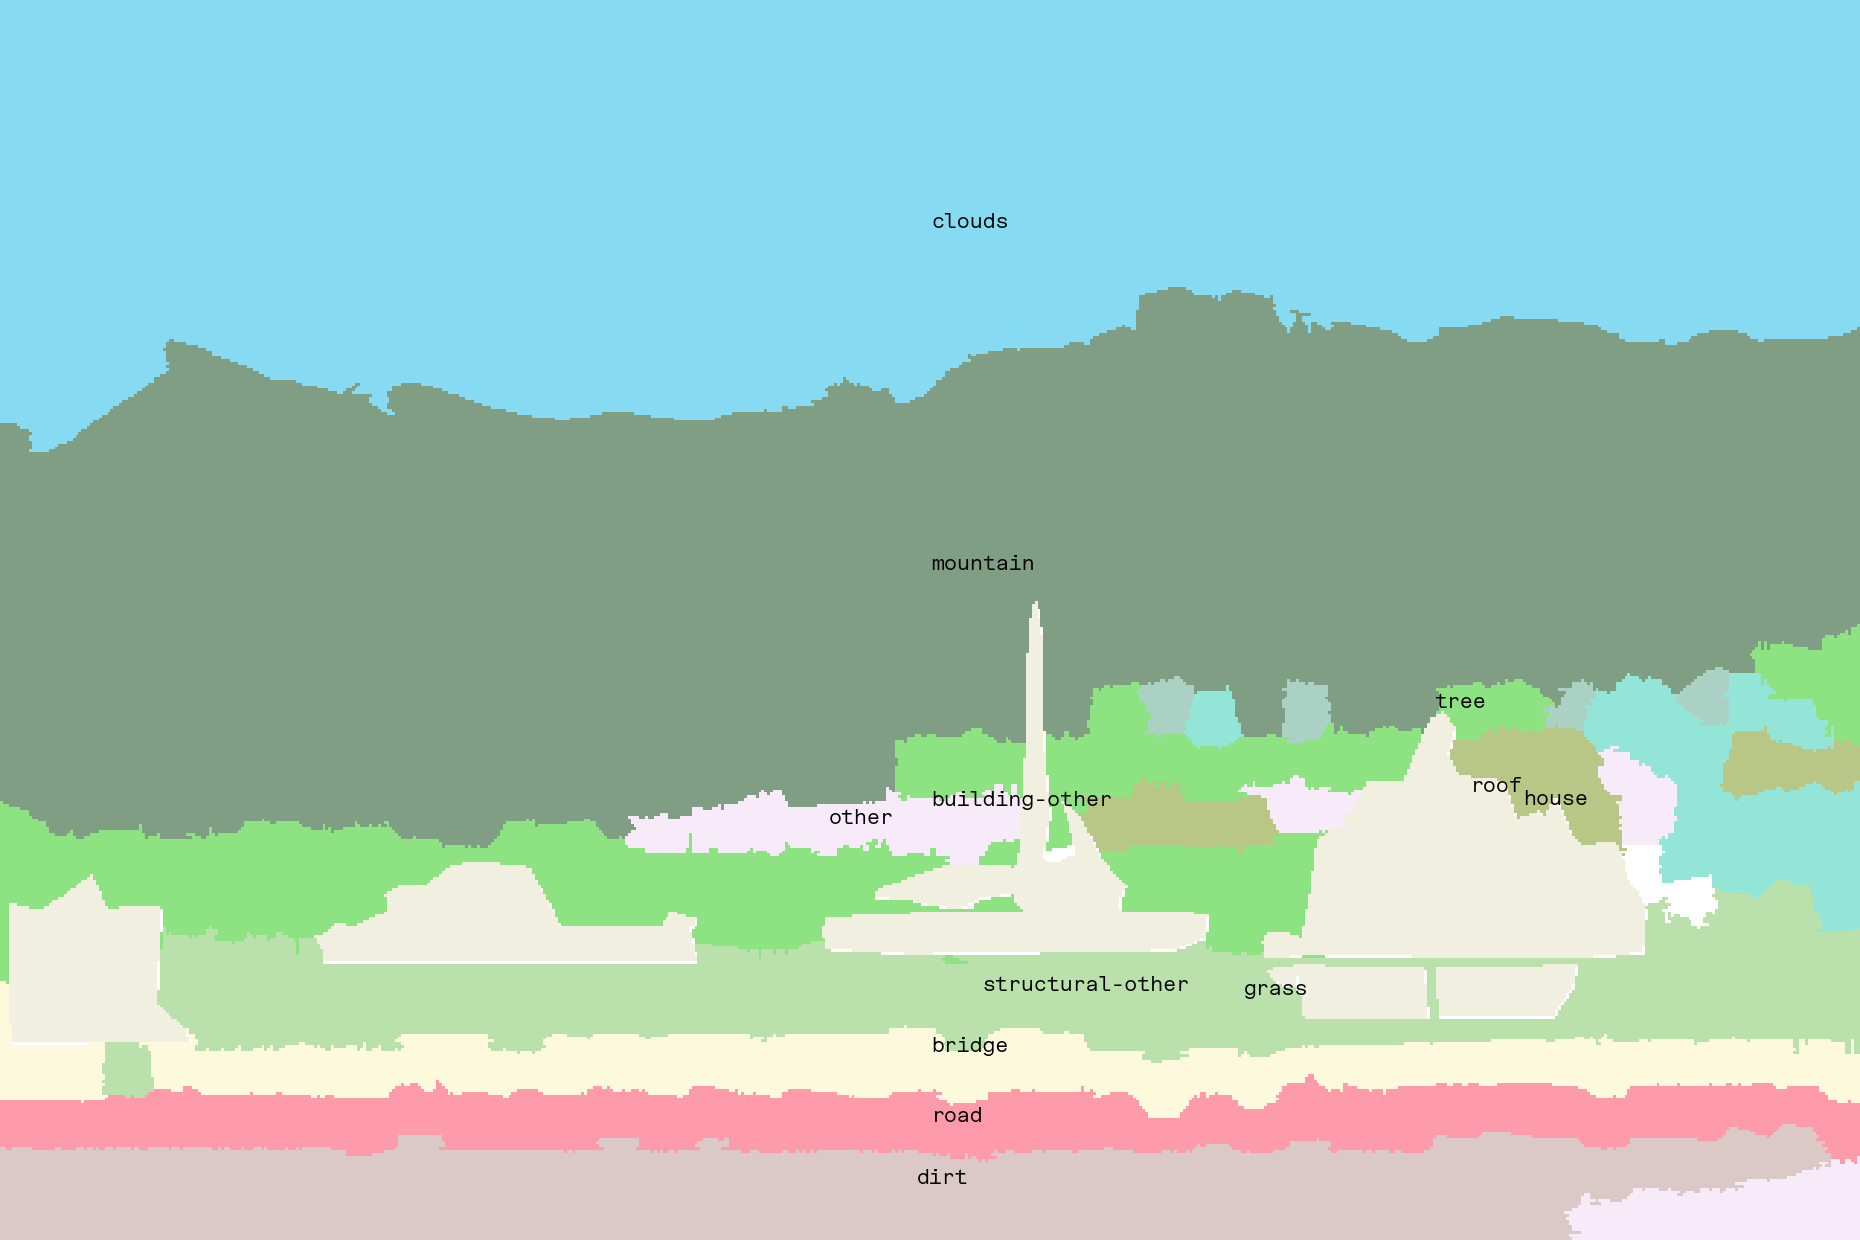 clouds
mountain
tree
roof
house
building-other
other
structural-other
grass
bridge
road
dirt